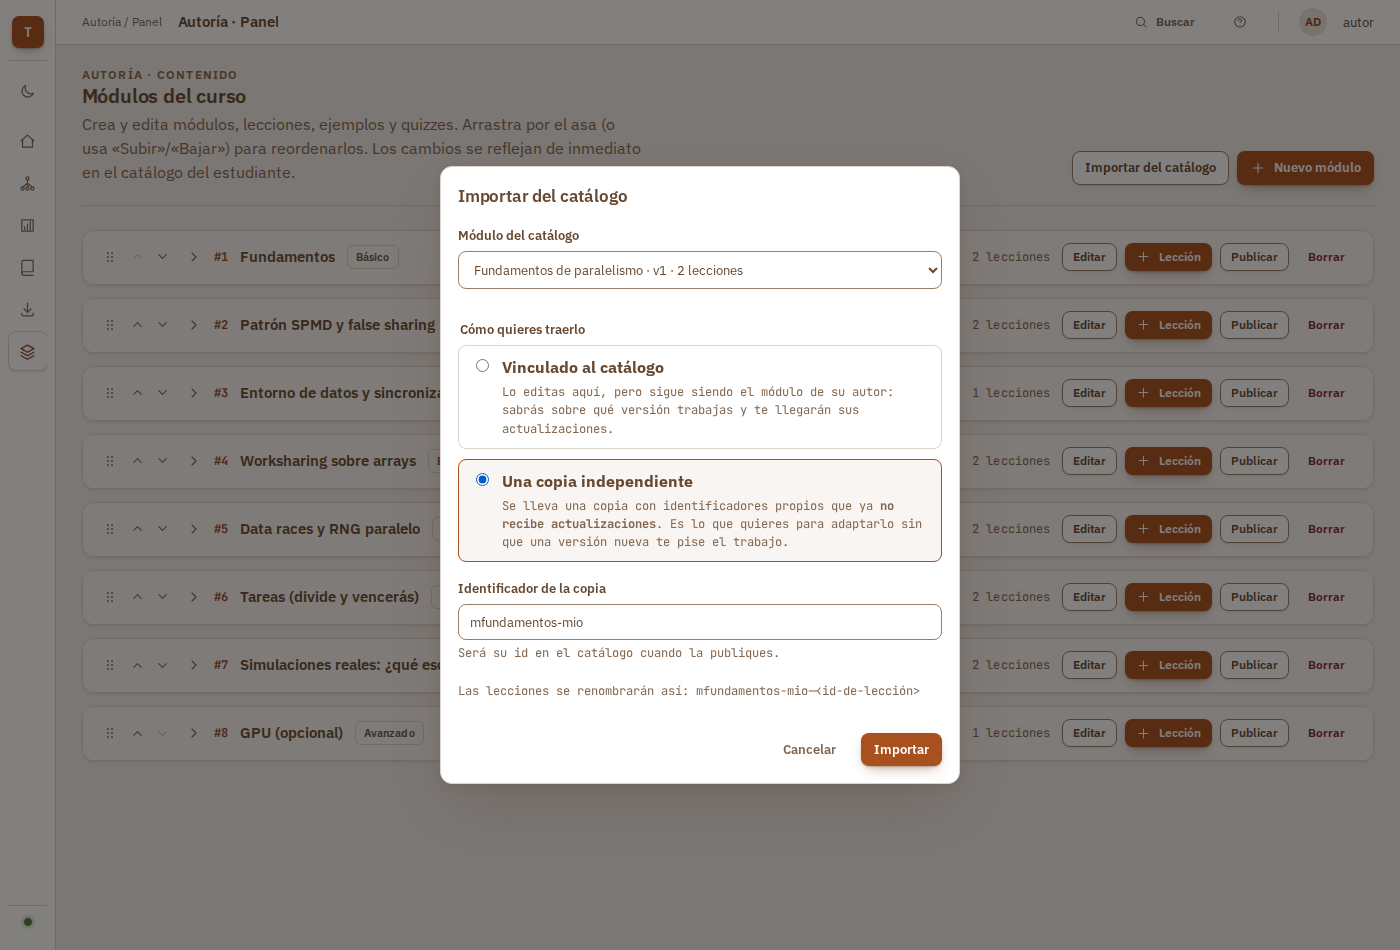 T
Autoría / Panel
Autoría · Panel
Buscar
AD
autor
AUTORÍA · CONTENIDO
Módulos del curso
Crea y edita módulos, lecciones, ejemplos y quizzes. Arrastra por el asa (o
usa «Subir»/«Bajar») para reordenarlos. Los cambios se reflejan de inmediato
en el catálogo del estudiante.
Importar del catálogo
Nuevo módulo
#1 Fundamentos Básico 2 lecciones Editar Lección Publicar Borrar
#2 Patrón SPMD y false sharing 2 lecciones Editar Lección Publicar Borrar
#3 Entorno de datos y 1 lecciones Editar Lección Publicar Borrar
#4 Worksharing sobre arrays 2 lecciones Editar Lección Publicar Borrar
#5 Data races y RNG paralelo 2 lecciones Editar Lección Publicar Borrar
#6 Tareas (divide y vencerás) 2 lecciones Editar Lección Publicar Borrar
#7 Simulaciones reales: ¿qué 2 lecciones Editar Lección Publicar Borrar
#8 GPU (opcional) Avanzado 1 lecciones Editar Lección Publicar Borrar
Importar del catálogo
Módulo del catálogo
Fundamentos de paralelismo · v1 · 2 lecciones
Cómo quieres traerlo
Vinculado al catálogo
Lo editas aquí, pero sigue siendo el módulo de su autor:
sabrás sobre qué versión trabajas y te llegarán sus
actualizaciones.
Una copia independiente
Se lleva una copia con identificadores propios que ya no
recibe actualizaciones. Es lo que quieres para adaptarlo sin
que una versión nueva te pise el trabajo.
Identificador de la copia
mfundamentos-mio
Será su id en el catálogo cuando la publiques.
Las lecciones se renombrarán así: mfundamentos-mio-<id-de-lección>
Cancelar
Importar